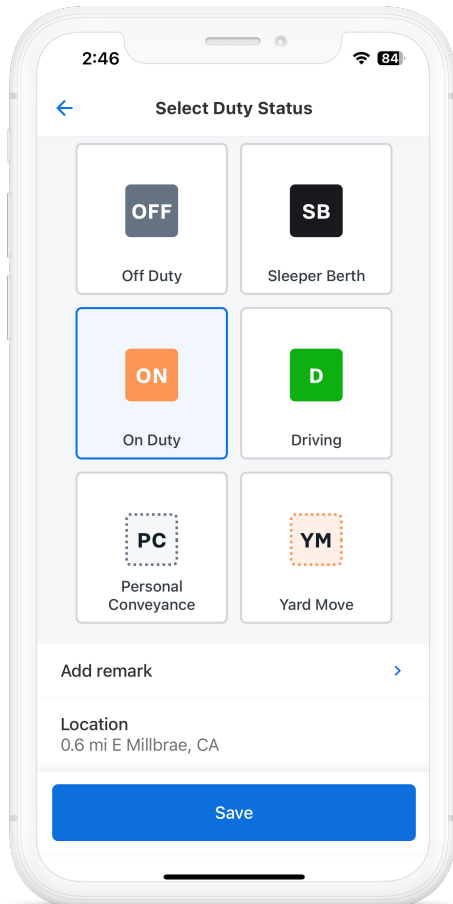 2:46
84
Select Duty Status
OFF
SB
Off Duty
Sleeper Berth
ON
D
On Duty
Driving
PC
YM
Personal
Conveyance
Yard Move
Add remark
Location
0.6 mi E Millbrae, CA
Save